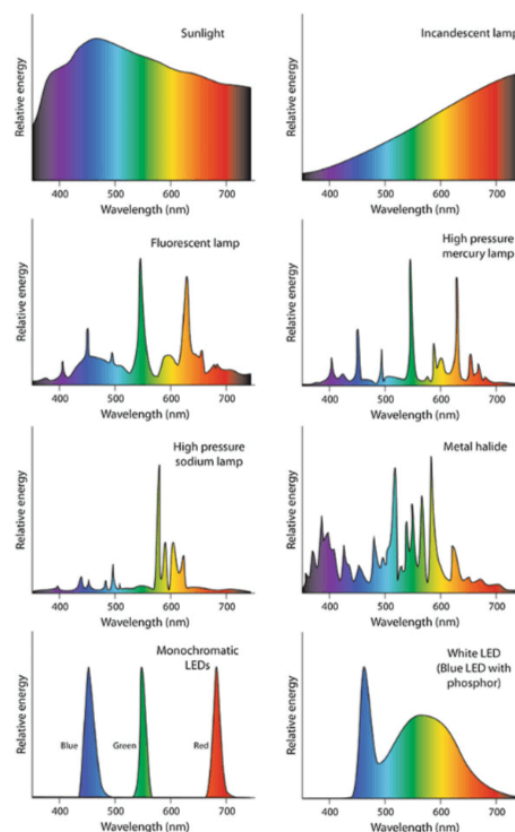 Sunlight
Relative energy
400 500 600 700
Wavelength (nm)
Incandescent lamp
Relative energy
400 500 600 700
Wavelength (nm)
Fluorescent lamp
Relative energy
400 500 600 700
Wavelength (nm)
High pressure
mercury lamp
Relative energy
400 500 600 700
Wavelength (nm)
High pressure
sodium lamp
Relative energy
400 500 600 700
Wavelength (nm)
Metal halide
Relative energy
400 500 600 700
Wavelength (nm)
Monochromatic
LEDs
Relative energy
Blue
Green
Red
400 500 600 700
Wavelength (nm)
White LED
(Blue LED with
phosphor)
Relative energy
400 500 600 700
Wavelength (nm)